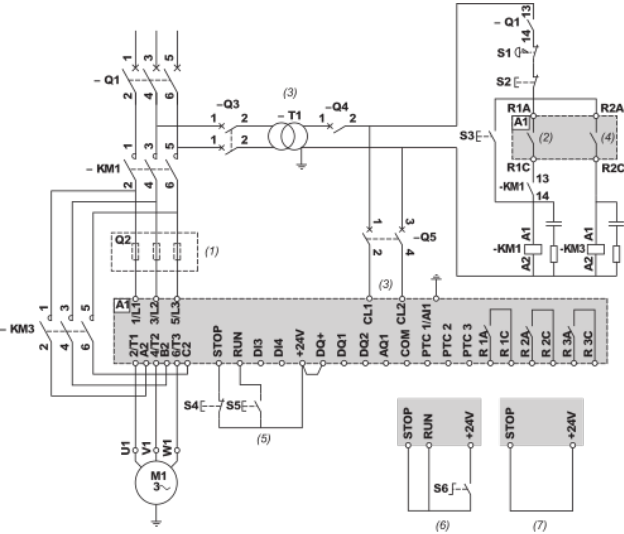 13
– Q1
14
S1
S2
1 3 5
– Q1
2 4 6
–Q3
1 2
1 2
(3)
– T1
–Q4
1 2
R1A
R2A
A1
S3
(2)
(4)
R1C
R2C
1 3 5
– KM1
2 4 6
-KM1
13
14
1 3
–Q5
2 4
Q2
(1)
A1
-KM1
A2
A1
-KM3
A2
(3)
A1
1/L1
3/L2
5/L3
CL1
CL2
1 3 5
– KM3
2 4 6
2/T1
A2
4/T2
B2
6/T3
C2
STOP
RUN
DI3
DI4
+24V
DQ+
DQ1
DQ2
AQ1
COM
PTC 1/AI1
PTC 2
PTC 3
R 1A
R 1C
R 2A
R 2C
R 3A
R 3C
S4
S5
(5)
U1
V1
W1
M1
3
STOP
RUN
+24V
S6
(6)
STOP
+24V
(7)